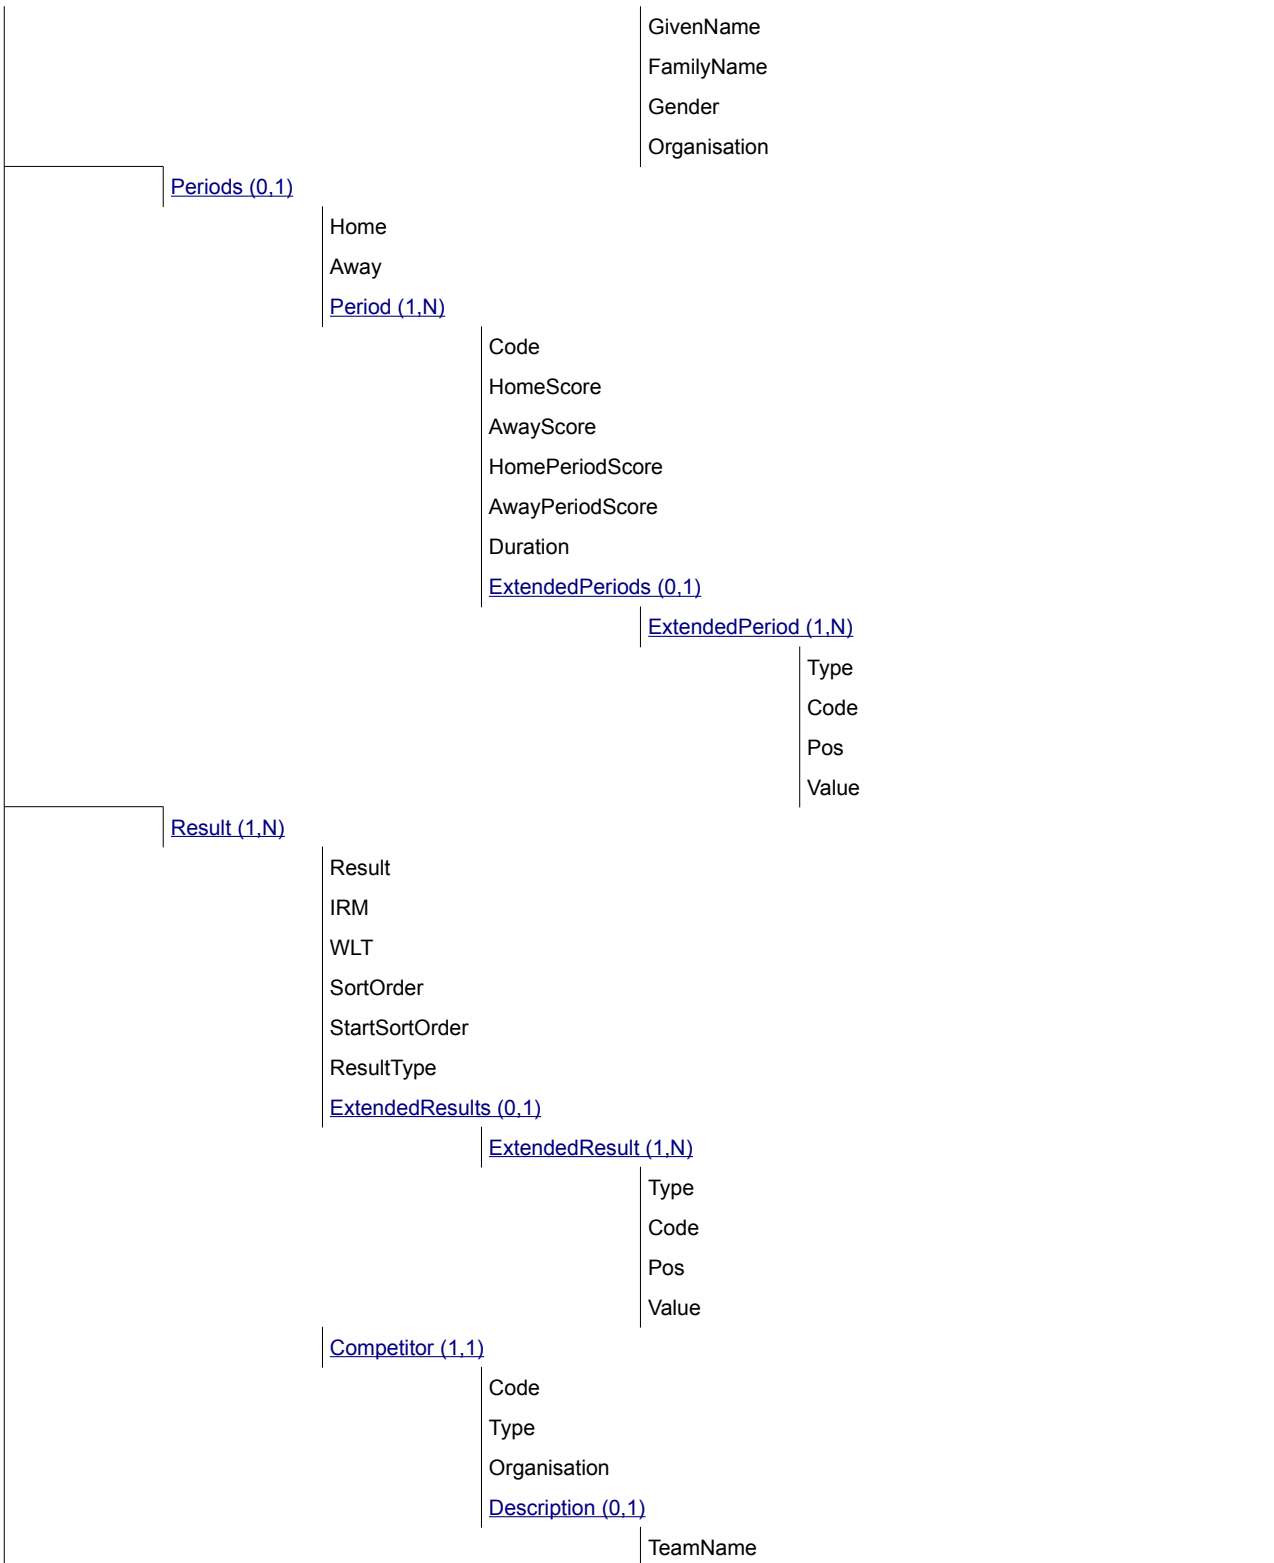 GivenName
FamilyName
Gender
Organisation
Periods (0,1)
Home
Away
Period (1,N)
Code
HomeScore
AwayScore
HomePeriodScore
AwayPeriodScore
Duration
ExtendedPeriods (0,1)
ExtendedPeriod (1,N)
Type
Code
Pos
Value
Result (1,N)
Result
IRM
WLT
SortOrder
StartSortOrder
ResultType
ExtendedResults (0,1)
ExtendedResult (1,N)
Type
Code
Pos
Value
Competitor (1,1)
Code
Type
Organisation
Description (0,1)
TeamName